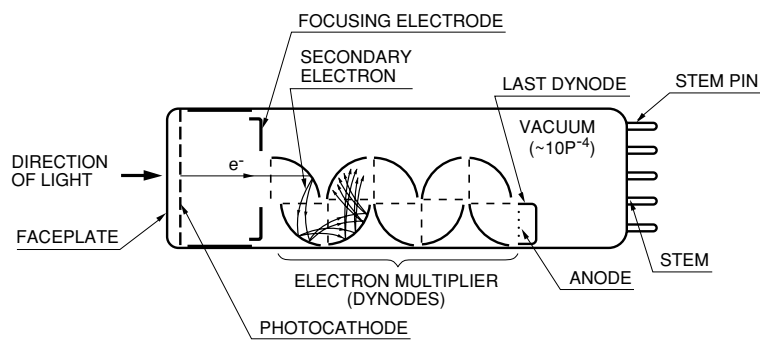 FOCUSING ELECTRODE
SECONDARY
ELECTRON
LAST DYNODE
STEM PIN
VACUUM
(~10P⁻⁴)
DIRECTION
OF LIGHT
e⁻
FACEPLATE
STEM
ELECTRON MULTIPLIER
(DYNODES)
ANODE
PHOTOCATHODE